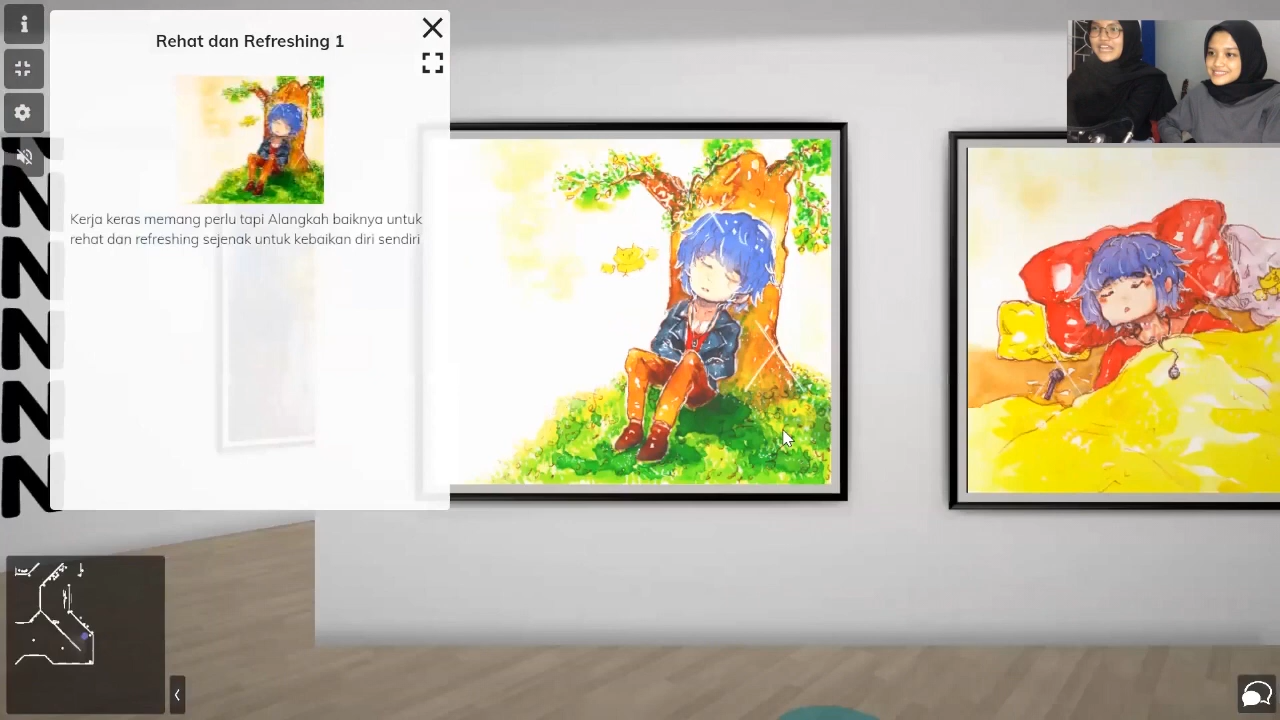 Rehat dan Refreshing 1
Kerja keras memang perlu tapi Alangkah baiknya untuk
rehat dan refreshing sejenak untuk kebaikan diri sendiri
N
N
N
N
N